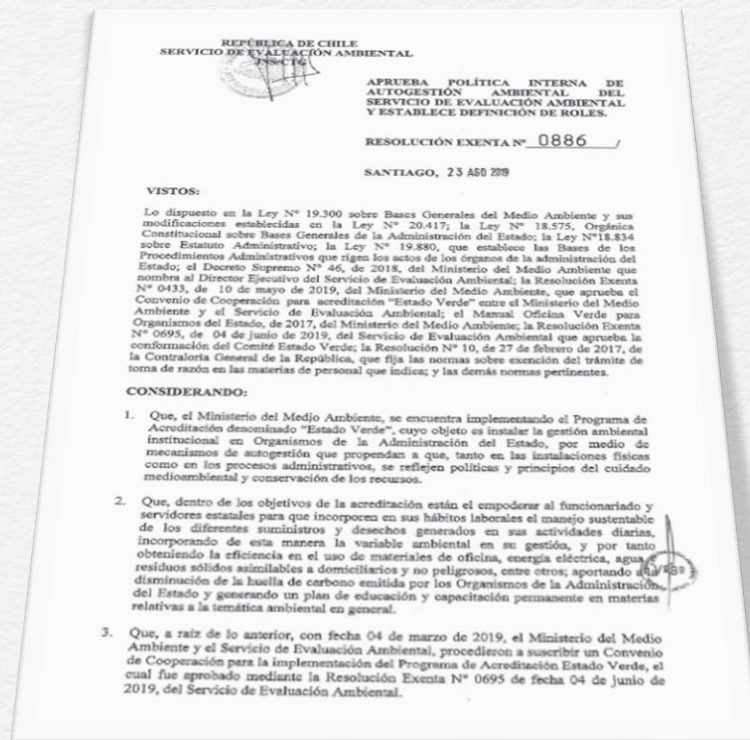 REPÚBLICA DE CHILE
SERVICIO DE EVALUACIÓN AMBIENTAL
JNS/CTG
APRUEBA POLÍTICA INTERNA DE
AUTOGESTIÓN AMBIENTAL DEL
SERVICIO DE EVALUACIÓN AMBIENTAL
Y ESTABLECE DEFINICIÓN DE ROLES.
RESOLUCIÓN EXENTA Nº 0886 /
SANTIAGO, 23 AGO 2019
VISTOS:
Lo dispuesto en la Ley Nº 19.300 sobre Bases Generales del Medio Ambiente y sus
modificaciones establecidas en la Ley Nº 20.417; la Ley Nº 18.575, Orgánica
Constitucional sobre Bases Generales de la Administración del Estado; la Ley Nº18.834
sobre Estatuto Administrativo; la Ley Nº 19.880, que establece las Bases de los
Procedimientos Administrativos que rigen los actos de los órganos de la administración del
Estado; el Decreto Supremo Nº 46, de 2018, del Ministerio del Medio Ambiente que
nombra al Director Ejecutivo del Servicio de Evaluación Ambiental; la Resolución Exenta
Nº 0433, de 10 de mayo de 2019, del Ministerio del Medio Ambiente, que aprueba el
Convenio de Cooperación para acreditación "Estado Verde" entre el Ministerio del Medio
Ambiente y el Servicio de Evaluación Ambiental; el Manual Oficina Verde para
Organismos del Estado, de 2017, del Ministerio del Medio Ambiente; la Resolución Exenta
Nº 0695, de 04 de junio de 2019, del Servicio de Evaluación Ambiental que aprueba la
conformación del Comité Estado Verde; la Resolución Nº 10, de 27 de febrero de 2017, de
la Contraloría General de la República, que fija las normas sobre exención del trámite de
toma de razón en las materias de personal que indica; y las demás normas pertinentes.
CONSIDERANDO:
1. Que, el Ministerio del Medio Ambiente, se encuentra implementando el Programa de
Acreditación denominado "Estado Verde", cuyo objeto es instalar la gestión ambiental
institucional en Organismos de la Administración del Estado, por medio de
mecanismos de autogestión que propendan a que, tanto en las instalaciones físicas
como en los procesos administrativos, se reflejen políticas y principios del cuidado
medioambiental y conservación de los recursos.
2. Que, dentro de los objetivos de la acreditación están el empoderar al funcionariado y
servidores estatales para que incorporen en sus hábitos laborales el manejo sustentable
de los diferentes suministros y desechos generados en sus actividades diarias,
incorporando de esta manera la variable ambiental en su gestión, y por tanto
obteniendo la eficiencia en el uso de materiales de oficina, energía eléctrica, agua
residuos sólidos asimilables a domiciliarios y no peligrosos, entre otros; aportando a
disminución de la huella de carbono emitida por los Organismos de la Administración
del Estado y generando un plan de educación y capacitación permanente en materias
relativas a la temática ambiental en general.
3. Que, a raíz de lo anterior, con fecha 04 de marzo de 2019, el Ministerio del Medio
Ambiente y el Servicio de Evaluación Ambiental, procedieron a suscribir un Convenio
de Cooperación para la implementación del Programa de Acreditación Estado Verde, el
cual fue aprobado mediante la Resolución Exenta Nº 0695 de fecha 04 de junio de
2019, del Servicio de Evaluación Ambiental.